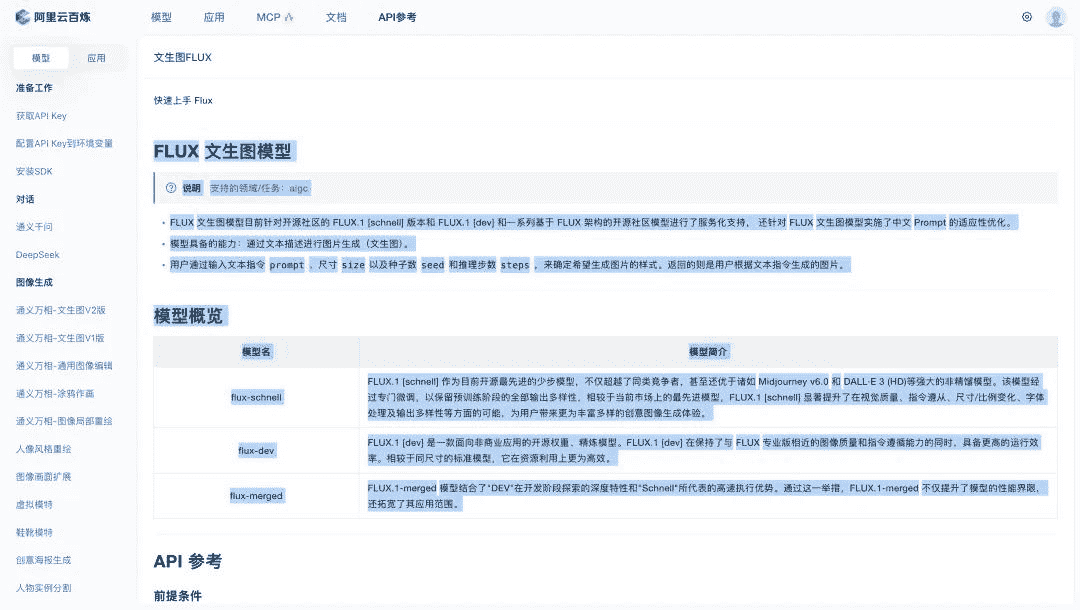 阿里云百炼
模型
应用
MCP
文档
API参考
模型
应用
准备工作
获取API Key
配置API Key到环境变量
安装SDK
对话
通义千问
DeepSeek
图像生成
通义万相-文生图V2版
通义万相-文生图V1版
通义万相-通用图像编辑
通义万相-涂鸦作画
通义万相-图像局部重绘
人像风格重绘
图像画面扩展
虚拟模特
鞋靴模特
创意海报生成
人物实例分割
文生图FLUX
快速上手 Flux
FLUX 文生图模型
说明 支持的领域/任务：aigc
• FLUX 文生图模型目前针对开源社区的 FLUX.1 [schnell] 版本和 FLUX.1 [dev] 和一系列基于 FLUX 架构的开源社区模型进行了服务化支持， 还针对 FLUX 文生图模型实施了中文 Prompt 的适应性优化。
• 模型具备的能力：通过文本描述进行图片生成（文生图）。
• 用户通过输入文本指令 prompt 、尺寸 size 以及种子数 seed 和推理步数 steps ，来确定希望生成图片的样式。返回的则是用户根据文本指令生成的图片。
模型概览
模型名 模型简介
flux-schnell
FLUX.1 [schnell] 作为目前开源最先进的少步模型，不仅超越了同类竞争者，甚至还优于诸如 Midjourney v6.0 和 DALL·E 3 (HD)等强大的非精馏模型。该模型经
过专门微调，以保留预训练阶段的全部输出多样性，相较于当前市场上的最先进模型，FLUX.1 [schnell] 显著提升了在视觉质量、指令遵从、尺寸/比例变化、字体
处理及输出多样性等方面的可能，为用户带来更为丰富多样的创意图像生成体验。
flux-dev
FLUX.1 [dev] 是一款面向非商业应用的开源权重、精炼模型。FLUX.1 [dev] 在保持了与 FLUX 专业版相近的图像质量和指令遵循能力的同时，具备更高的运行效
率。相较于同尺寸的标准模型，它在资源利用上更为高效。
flux-merged
FLUX.1-merged 模型结合了"DEV"在开发阶段探索的深度特性和"Schnell"所代表的高速执行优势。通过这一举措，FLUX.1-merged 不仅提升了模型的性能界限，
还拓宽了其应用范围。
API 参考
前提条件